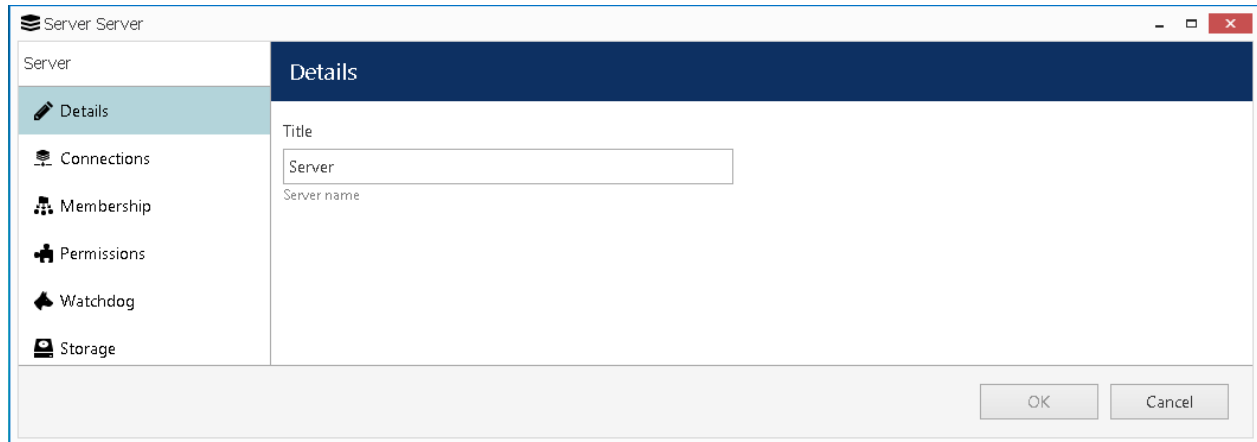 Server Server
Server
Details
Connections
Membership
Permissions
Watchdog
Storage
Details
Title
Server
Server name
OK
Cancel